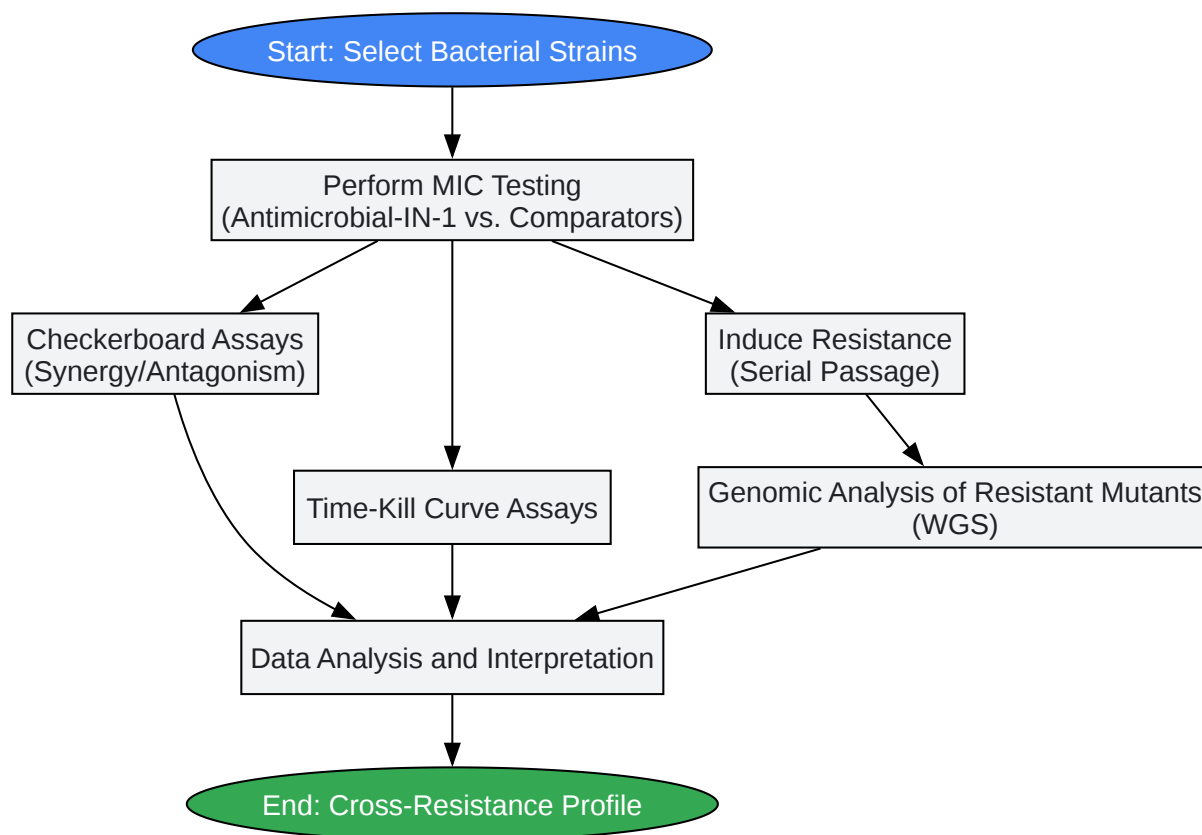 Start: Select Bacterial Strains
Perform MIC Testing
(Antimicrobial-IN-1 vs. Comparators)
Checkerboard Assays
(Synergy/Antagonism)
Induce Resistance
(Serial Passage)
Time-Kill Curve Assays
Genomic Analysis of Resistant Mutants
(WGS)
Data Analysis and Interpretation
End: Cross-Resistance Profile